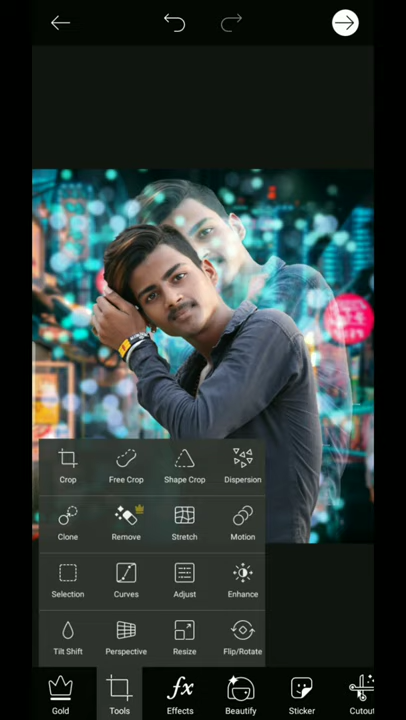 Crop Free Crop Shape Crop Dispersion
Clone Remove Stretch Motion
Selection Curves Adjust Enhance
Tilt Shift Perspective Resize Flip/Rotate
Gold Tools Effects Beautify Sticker Cutout